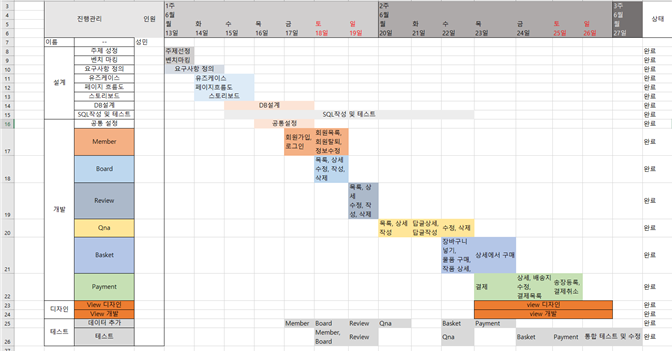 진행관리 인원 1주 2주 3주 상태
6월 6월 6월
월 화 수 목 금 토 일 월 화 수 목 금 토 일 월
13일 14일 15일 16일 17일 18일 19일 20일 21일 22일 23일 24일 25일 26일 27일
이름 -- 성민
설계
주제 선정 주제선정 완료
벤치 마킹 벤치마킹 완료
요구사항 정의 요구사항 정의 완료
유즈케이스 유즈케이스 완료
페이지흐름도 페이지 흐름도 완료
스토리보드 스토리보드 완료
DB설계 DB설계 완료
SQL작성 및 테스트 SQL작성 및 테스트 완료
개발
공통 설정 공통설정 완료
Member 회원가입, 로그인 회원목록, 회원탈퇴, 정보수정 완료
Board 목록, 상세 수정, 작성, 삭제 완료
Review 목록, 상세 수정, 작성, 삭제 완료
Qna 목록, 상세 작성 답글상세, 답글작성 수정, 삭제 완료
Basket 장바구니 넣기, 물품 구매, 작품 상세, 상세에서 구매 완료
Payment 결제 상세, 배송지 수정, 결제목록 송장등록, 결제취소 완료
디자인
View 디자인 view 디자인 완료
View 개발 view 개발 완료
테스트
데이터 추가 Member Board Review Qna Basket Payment 완료
테스트 Member, Board Review Qna Basket Payment 통합 테스트 및 수정 완료